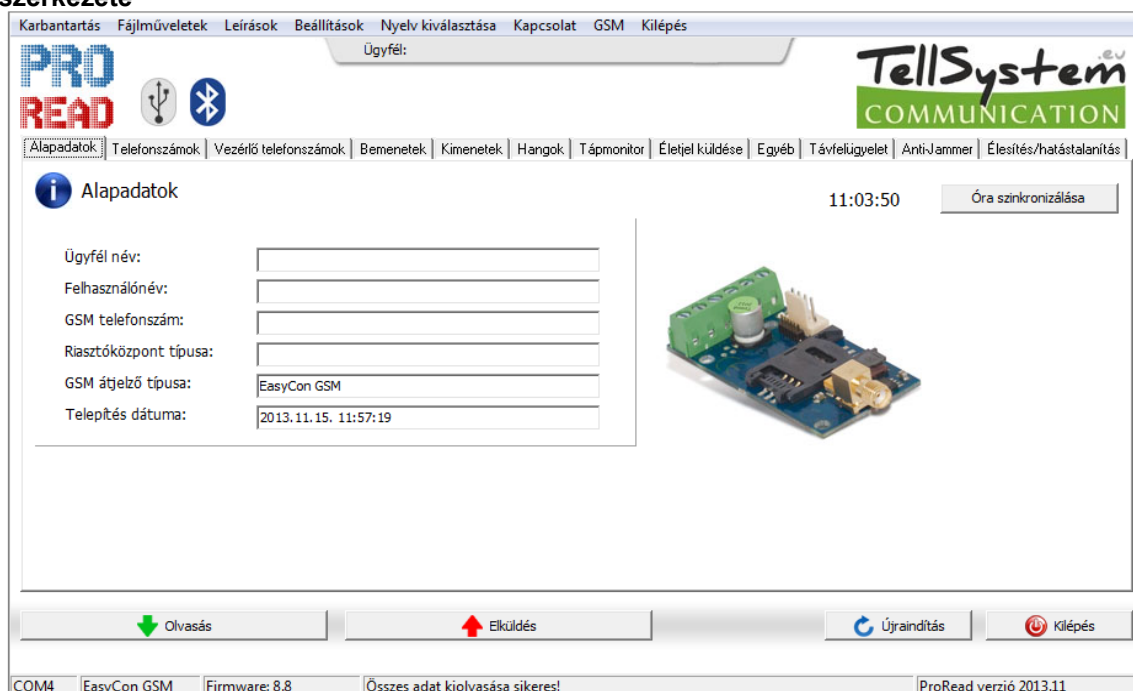 szerkezete
Karbantartás Fájlműveletek Leírások Beállítások Nyelv kiválasztása Kapcsolat GSM Kilépés
Ügyfél:
PRO
READ
TellSystem.eu
COMMUNICATION
Alapadatok Telefonszámok Vezérlő telefonszámok Bemenetek Kimenetek Hangok Tápmonitor Életjel küldése Egyéb Távfelügyelet Anti-Jammer Élesítés/hatástalanítás
Alapadatok
11:03:50
Óra szinkronizálása
Ügyfél név:
Felhasználónév:
GSM telefonszám:
Riasztóközpont típusa:
GSM átjelző típusa: EasyCon GSM
Telepítés dátuma: 2013.11.15. 11:57:19
Olvasás Elküldés Újraindítás Kilépés
COM4 EasyCon GSM Firmware: 8.8 Összes adat kiolvasása sikeres! ProRead verzió 2013.11